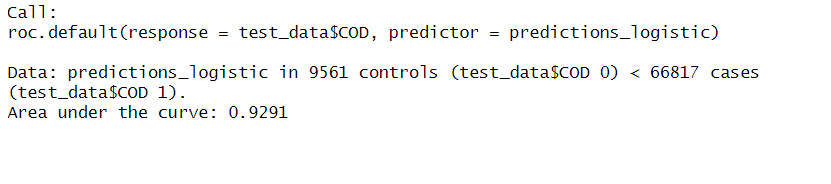 Call:
roc.default(response = test_data$COD, predictor = predictions_logistic)
Data: predictions_logistic in 9561 controls (test_data$COD 0) < 66817 cases
(test_data$COD 1).
Area under the curve: 0.9291